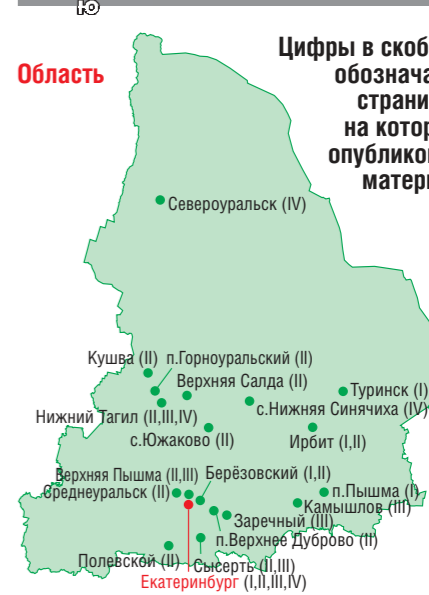 Ю
Область
Цифры в скоб
обознача
страни
на котор
опубликов
матер
Североуральск (IV)
Кушва (II)
п.Горноуральский (II)
Верхняя Салда (II)
Туринск (I)
Нижний Тагил (II,III,IV)
с.Нижняя Синячиха (IV)
с.Южаково (II)
Ирбит (I,II)
Верхняя Пышма (II,III)
Берёзовский (I,II)
Среднеуральск (II)
п.Пышма (I)
Камышлов (III)
Заречный (III)
п.Верхнее Дуброво (II)
Полевской (II)
Сысерть (II,III)
Екатеринбург (I,II,III,IV)